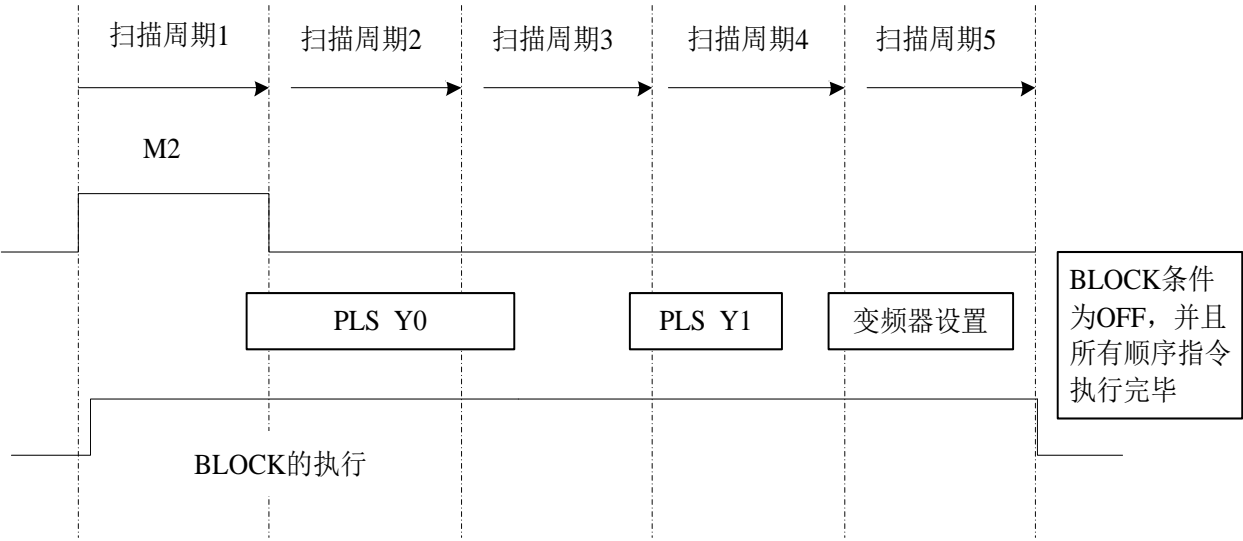 扫描周期1
扫描周期2
扫描周期3
扫描周期4
扫描周期5
M2
PLS Y0
PLS Y1
变频器设置
BLOCK条件
为OFF，并且
所有顺序指令
执行完毕
BLOCK的执行